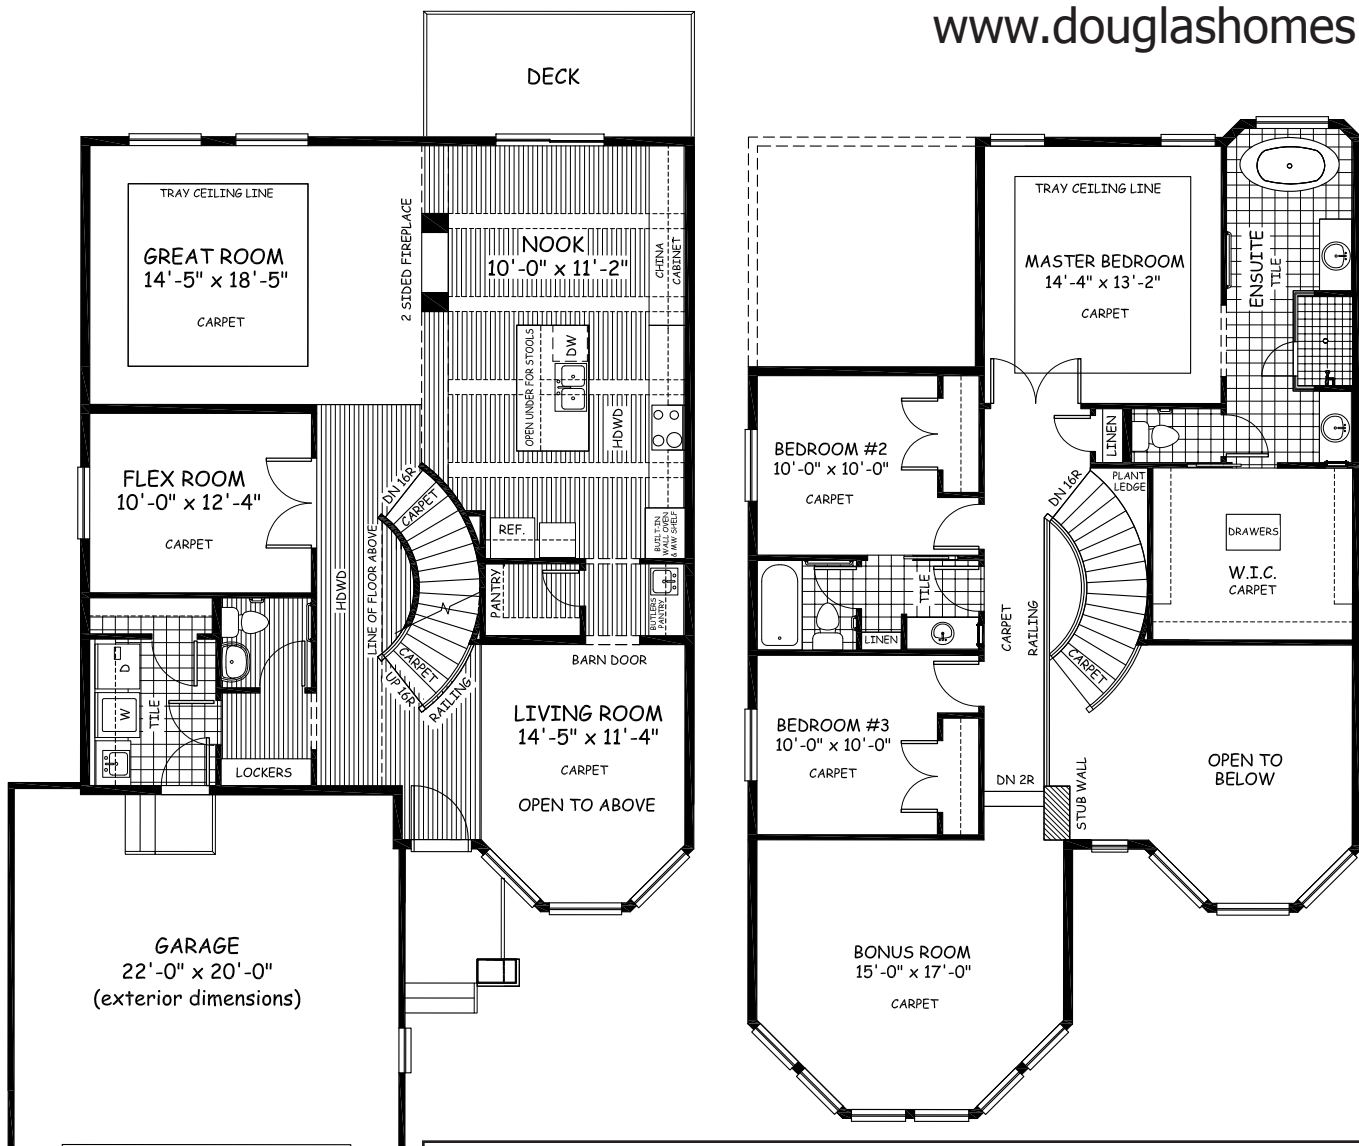 www.douglashomes
DECK
TRAY CEILING LINE
GREAT ROOM
14'-5" x 18'-5"
CARPET
2 SIDED FIREPLACE
NOOK
10'-0" x 11'-2"
CHINA
CABINET
OPEN UNDER FOR STOOLS
DW
HDWD
FLEX ROOM
10'-0" x 12'-4"
CARPET
DN 16R
CARPET
REF.
BUILT-IN
WALL OVEN
& MW SHELF
HDWD
LINE OF FLOOR ABOVE
PANTRY
BUTLERS
PANTRY
D
W
TILE
LOCKERS
CARPET
UP 16R
RAILING
BARN DOOR
LIVING ROOM
14'-5" x 11'-4"
CARPET
OPEN TO ABOVE
GARAGE
22'-0" x 20'-0"
(exterior dimensions)
TRAY CEILING LINE
MASTER BEDROOM
14'-4" x 13'-2"
CARPET
ENSUITE
TILE
BEDROOM #2
10'-0" x 10'-0"
CARPET
LINEN
DN 16R
PLANT
LEDGE
DRAWERS
W.I.C.
CARPET
TILE
LINEN
CARPET
RAILING
CARPET
BEDROOM #3
10'-0" x 10'-0"
CARPET
DN 2R
STUB WALL
OPEN TO
BELOW
BONUS ROOM
15'-0" x 17'-0"
CARPET